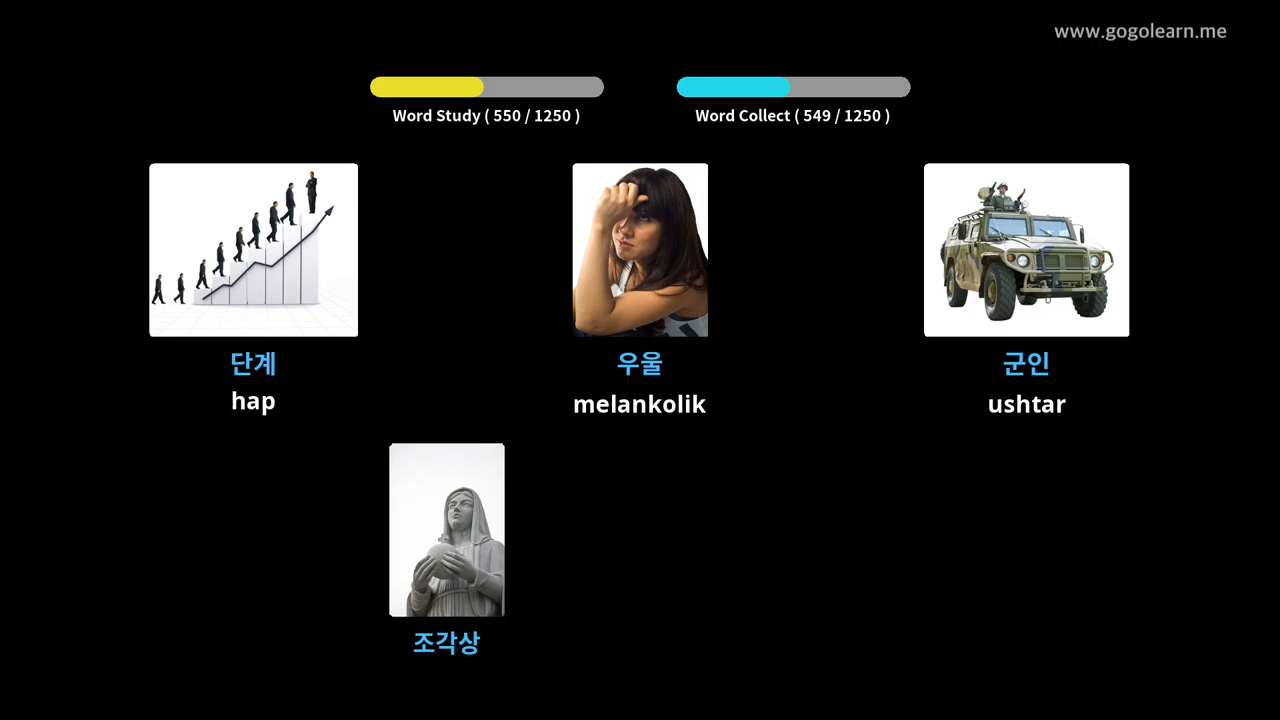 www.gogolearn.me
Word Study ( 550 / 1250 )
Word Collect ( 549 / 1250 )
단계
hap
우울
melankolik
군인
ushtar
조각상